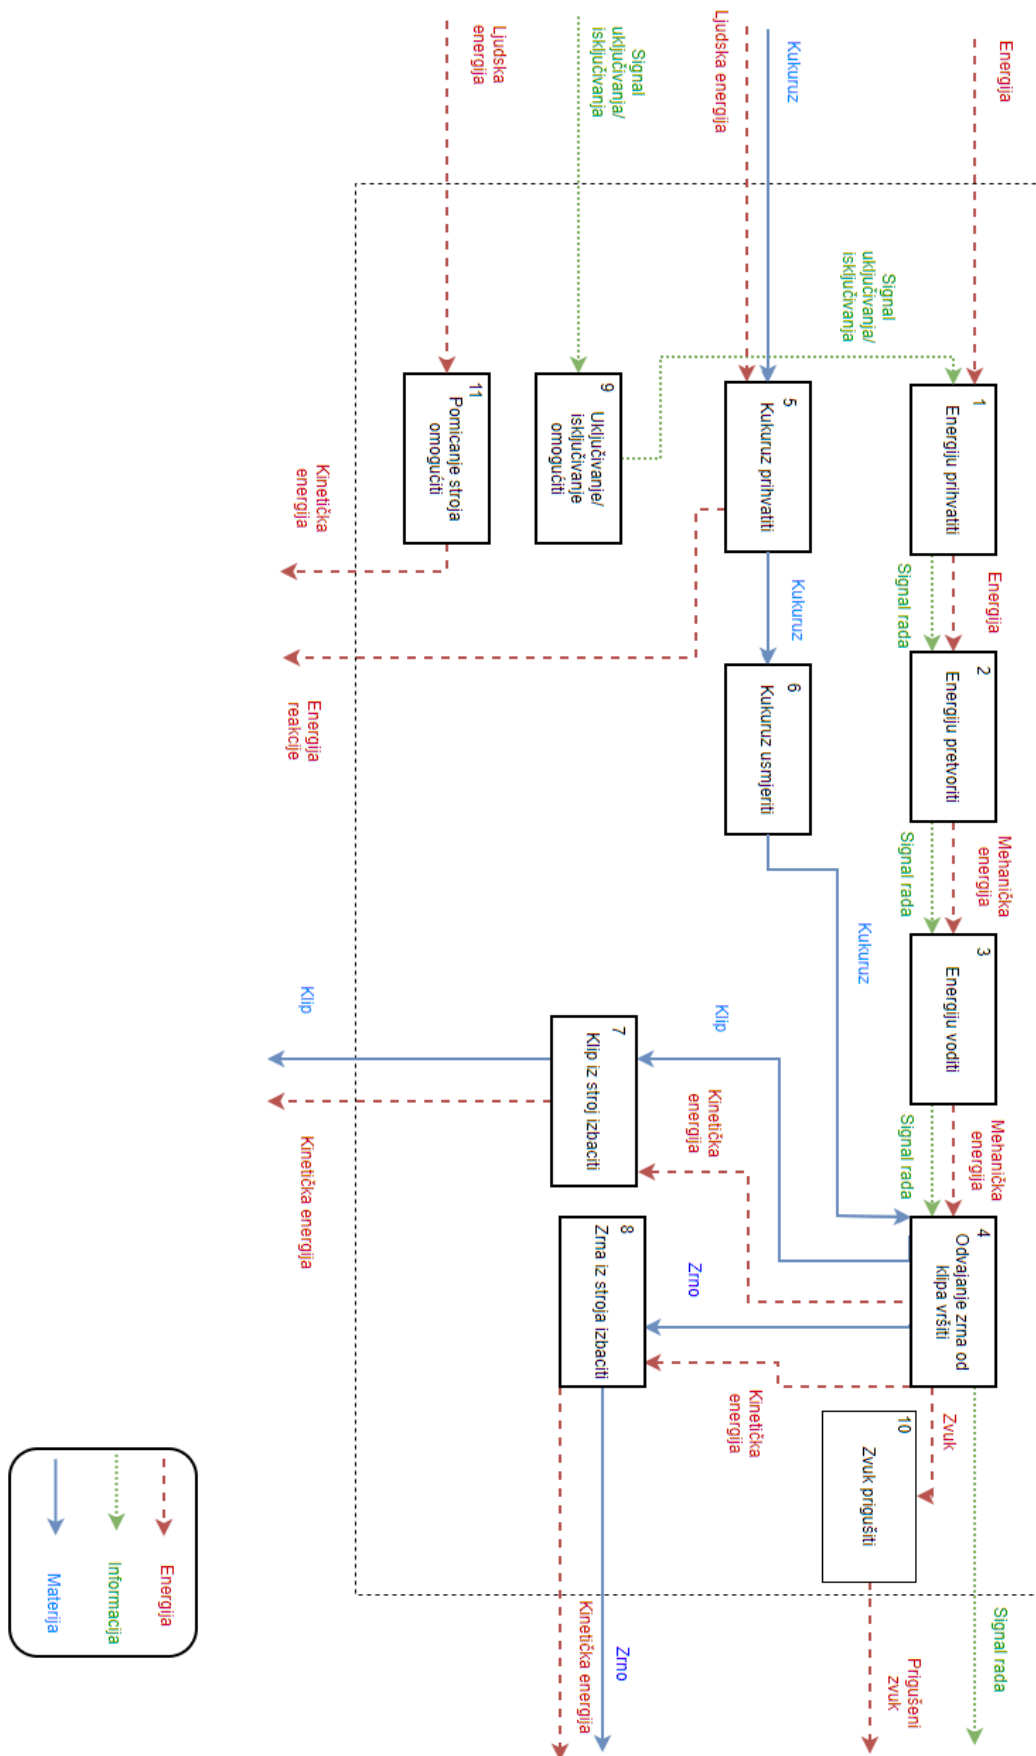 Energija
1
Energiju prihvatiti
Energija
Signal rada
2
Energiju pretvoriti
Mehanička
energija
Signal rada
3
Energiju voditi
Mehanička
energija
Signal rada
4
Odvajanje zrna od
klipa vršiti
Signal rada
Zvuk
10
Zvuk prigušiti
Prigušeni
zvuk
Signal
uključivanja/
isključivanja
Kukuruz
Ljudska energija
5
Kukuruz prihvatiti
Kukuruz
6
Kukuruz usmjeriti
Kukuruz
Klip
Kinetička
energija
Zrno
Kinetička
energija
Signal
uključivanja/
isključivanja
9
Uključivanje/
isključivanje
omogućiti
7
Klip iz stroj izbaciti
8
Zrna iz stroja izbaciti
Zrno
Kinetička energija
Ljudska
energija
11
Pomicanje stroja
omogućiti
Kinetička
energija
Energija
reakcije
Klip
Kinetička energija
Energija
Informacija
Materija